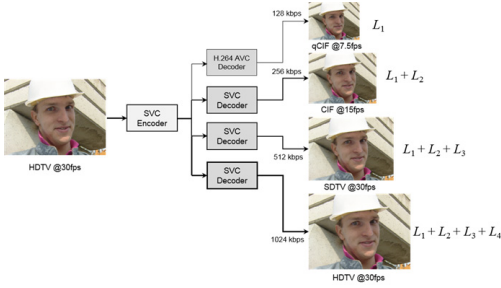 128 kbps
qCIF @7.5fps
L1
H.264 AVC
Decoder
256 kbps
CIF @15fps
L1 + L2
HDTV @30fps
SVC
Encoder
SVC
Decoder
SVC
Decoder
512 kbps
SDTV @30fps
L1 + L2 + L3
SVC
Decoder
1024 kbps
HDTV @30fps
L1 + L2 + L3 + L4